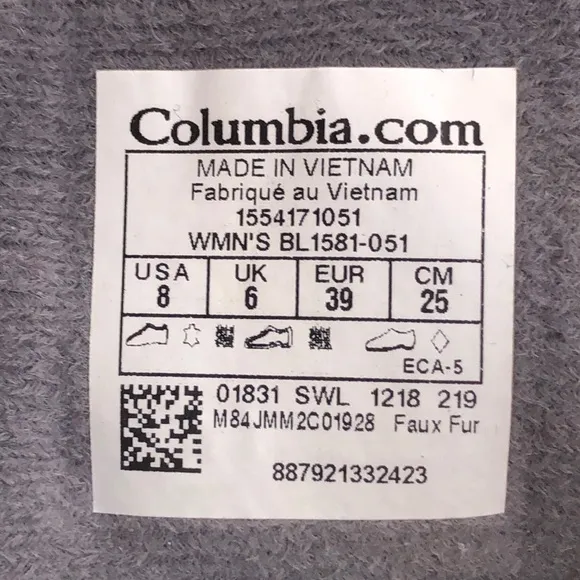 Columbia.com
MADE IN VIETNAM
Fabriqué au Vietnam
1554171051
WMN'S BL1581-051
USA UK EUR CM
8 6 39 25
ECA-5
01831 SWL 1218 219
M84JMM2C01928 Faux Fur
887921332423